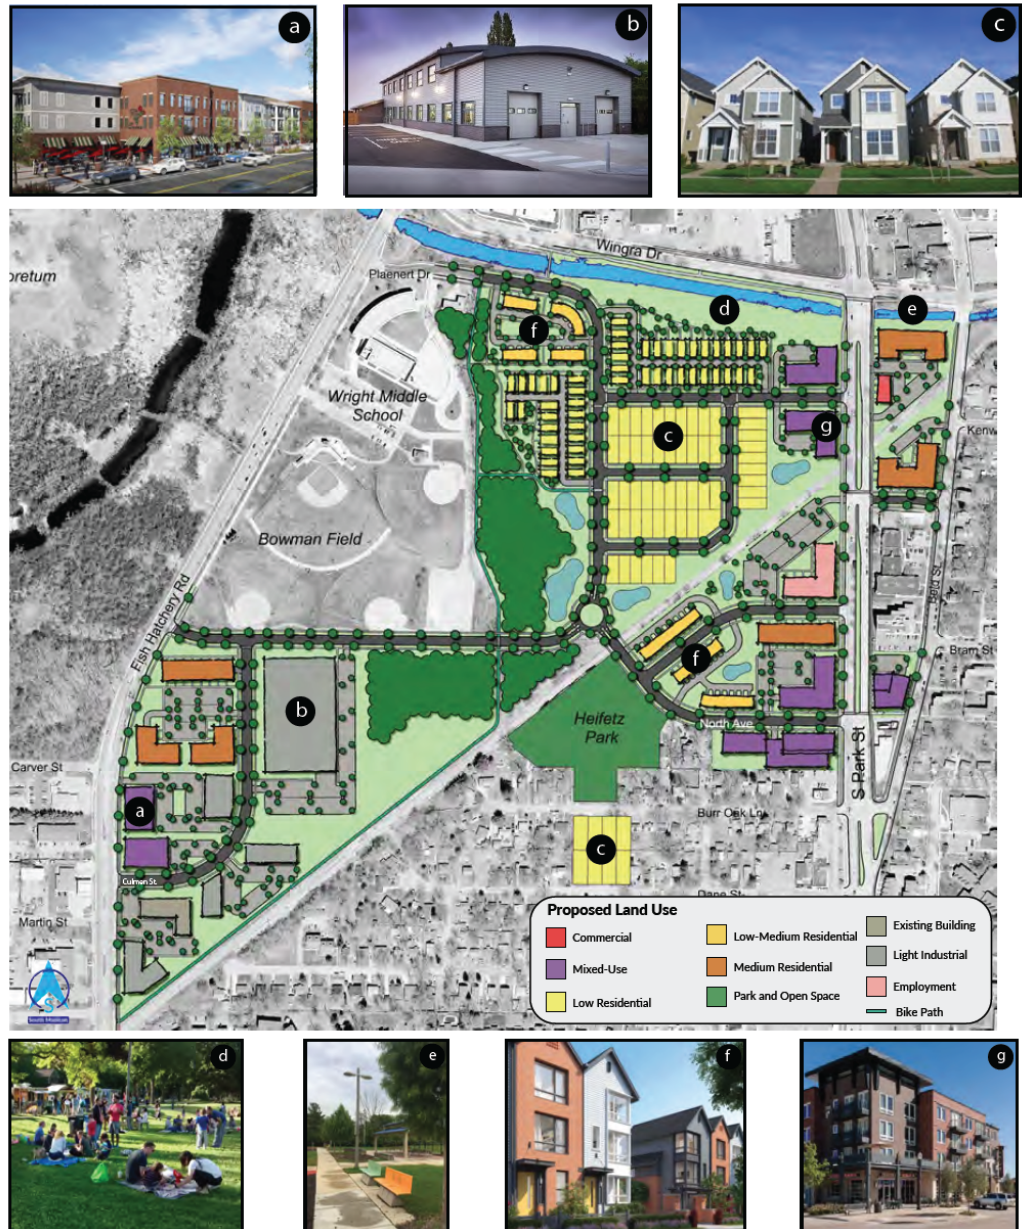 a
b
c
Wingra Dr
oretum
Plaenert Dr
d
e
f
Wright Middle
School
c
g
Kenw
Bowman Field
Fish Hatchery Rd
Bram St
f
b
Heifetz
Park
North Ave
S Park St
Carver St
a
Burr Oak Ln
c
Culmen St.
Martin St
Proposed Land Use
Commercial
Mixed-Use
Low Residential
Low-Medium Residential
Medium Residential
Park and Open Space
Existing Building
Light Industrial
Employment
Bike Path
South Madison
d
e
f
g